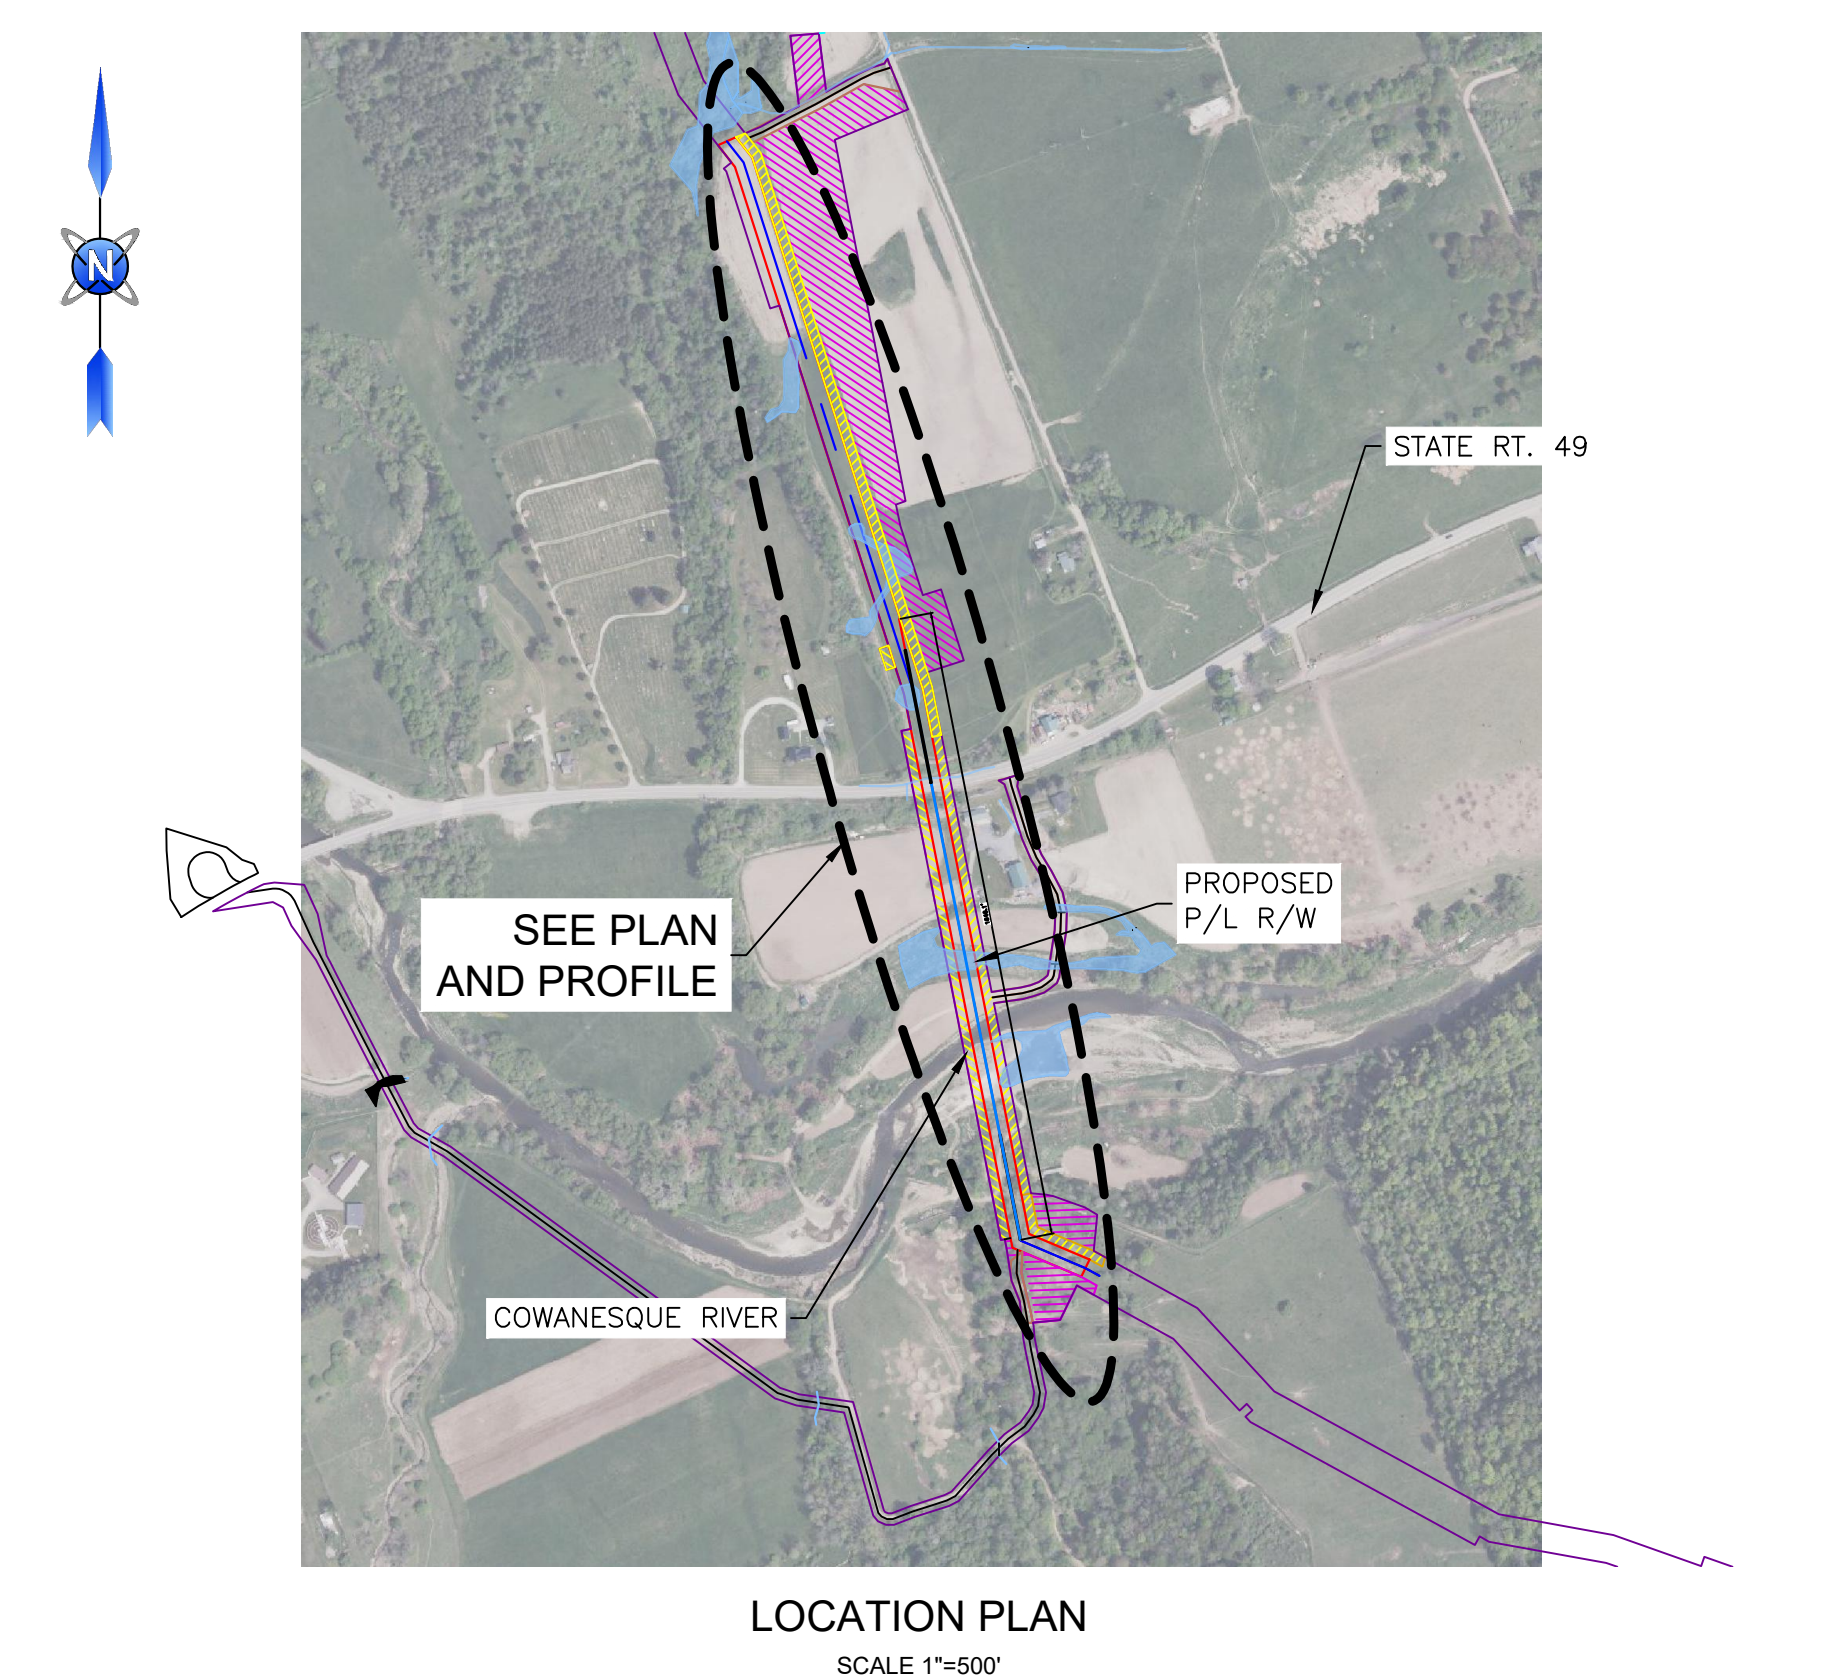 N
STATE RT. 49
PROPOSED
P/L R/W
SEE PLAN
AND PROFILE
COWANESQUE RIVER
LOCATION PLAN
SCALE 1"=500'